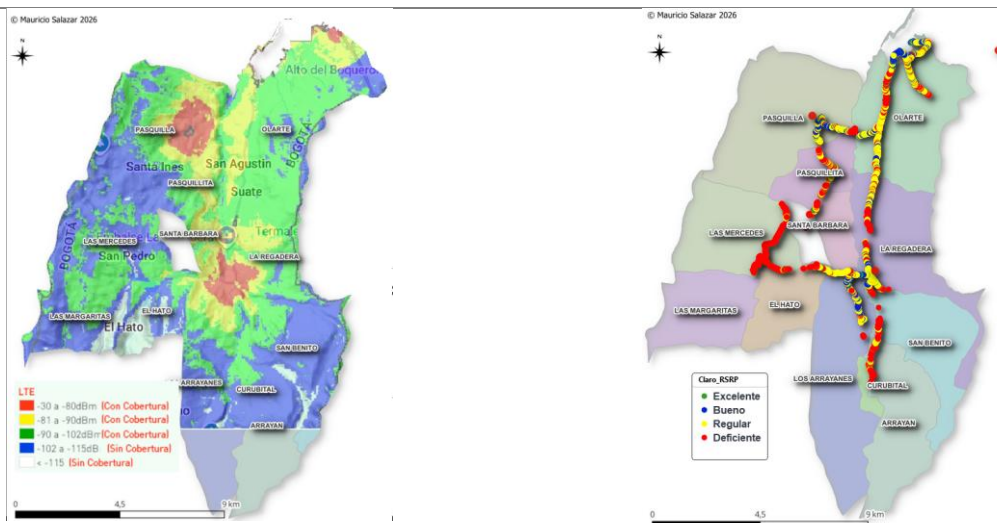 © Mauricio Salazar 2026
N
Alto del Boquero
PASQUILLA
OLARTE
BOGOTÁ
Santa Ines
San Agustin
PASQUILLITA
Suate
SANTA BARBARA
Termal
BOGOTÁ
LAS MERCEDES
San Pedro
LA REGADERA
LAS MARGARITAS
EL HATO
El Hato
SAN BENITO
ARRAYANES
CURUBITAL
ARRAYAN
LTE
-30 a -80dBm (Con Cobertura)
-81 a -90dBm (Con Cobertura)
-90 a -102dBm (Con Cobertura)
-102 a -115dB (Sin Cobertura)
< -115 (Sin Cobertura)
0 4,5 9 km
© Mauricio Salazar 2026
N
PASQUILLA
OLARTE
PASQUILLITA
SANTA BARBARA
LAS MERCEDES
LA REGADERA
LAS MARGARITAS
EL HATO
SAN BENITO
LOS ARRAYANES
CURUBITAL
ARRAYAN
Claro_RSRP
Excelente
Bueno
Regular
Deficiente
0 4,5 9 km